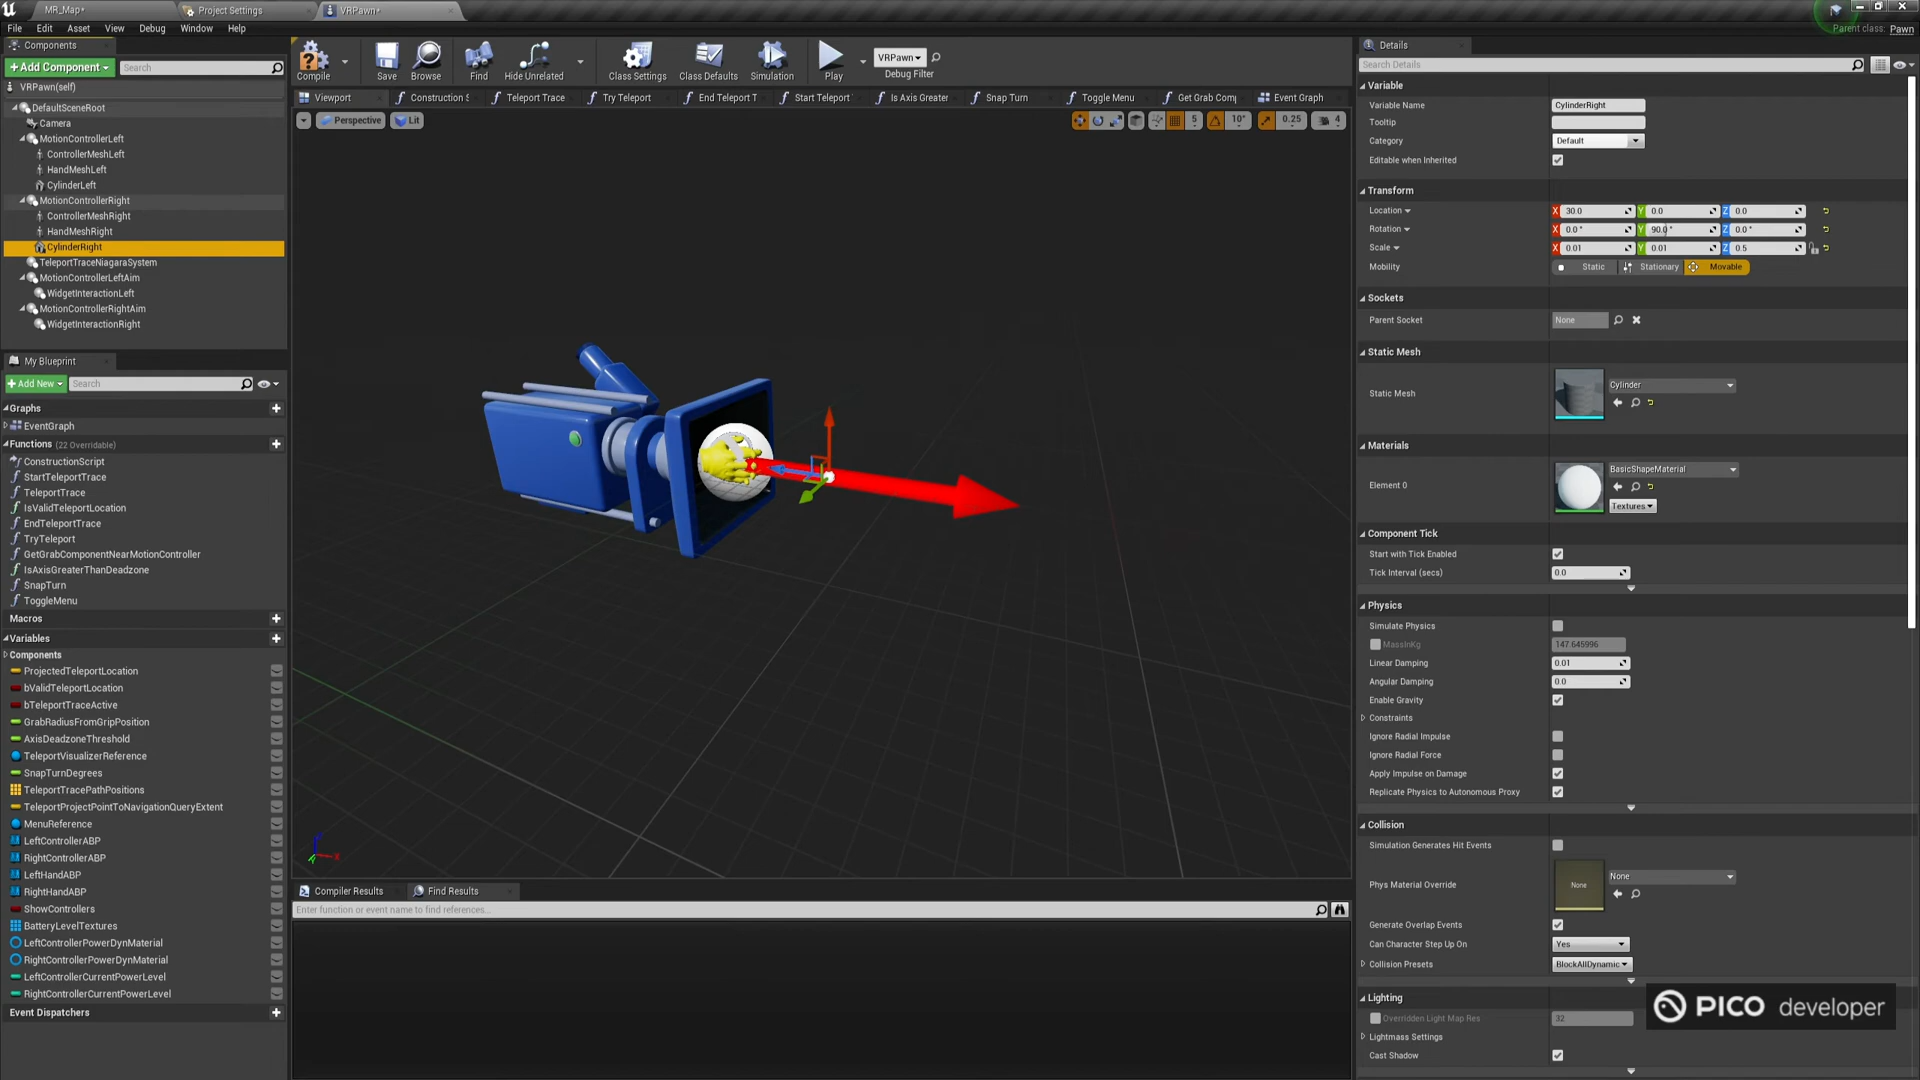 MR_Map*
Project Settings
VRPawn*
File
Edit
Asset
View
Debug
Window
Help
Parent class: Pawn
Components
+Add Component
Search
VRPawn(self)
DefaultSceneRoot
Camera
MotionControllerLeft
ControllerMeshLeft
HandMeshLeft
CylinderLeft
MotionControllerRight
ControllerMeshRight
HandMeshRight
CylinderRight
TeleportTraceNiagaraSystem
MotionControllerLeftAim
WidgetInteractionLeft
MotionControllerRightAim
WidgetInteractionRight
My Blueprint
+Add New
Search
Graphs
EventGraph
Functions (22 Overridable)
ConstructionScript
StartTeleportTrace
TeleportTrace
IsValidTeleportLocation
EndTeleportTrace
TryTeleport
GetGrabComponentNearMotionController
IsAxisGreaterThanDeadzone
SnapTurn
ToggleMenu
Macros
Variables
Components
ProjectedTeleportLocation
bValidTeleportLocation
bTeleportTraceActive
GrabRadiusFromGripPosition
AxisDeadzoneThreshold
TeleportVisualizerReference
SnapTurnDegrees
TeleportTracePathPositions
TeleportProjectPointToNavigationQueryExtent
MenuReference
LeftControllerABP
RightControllerABP
LeftHandABP
RightHandABP
ShowControllers
BatteryLevelTextures
LeftControllerPowerDynMaterial
RightControllerPowerDynMaterial
LeftControllerCurrentPowerLevel
RightControllerCurrentPowerLevel
Event Dispatchers
Compile
Save
Browse
Find
Hide Unrelated
Class Settings
Class Defaults
Simulation
Play
VRPawn
Debug Filter
Viewport
Construction S
Teleport Trace
Try Teleport
End Teleport T
Start Teleport
Is Axis Greater
Snap Turn
Toggle Menu
Get Grab Comp
Event Graph
Perspective
Lit
5
10°
0.25
4
X
Compiler Results
Find Results
Enter function or event name to find references...
Details
Search Details
Variable
Variable Name
CylinderRight
Tooltip
Category
Default
Editable when Inherited
Transform
Location
X 30.0 Y 0.0 Z 0.0
Rotation
X 0.0 ° Y 90.0 ° Z 0.0 °
Scale
X 0.01 Y 0.01 Z 0.5
Mobility
Static
Stationary
Movable
Sockets
Parent Socket
None
Static Mesh
Static Mesh
Cylinder
Materials
Element 0
BasicShapeMaterial
Textures
Component Tick
Start with Tick Enabled
Tick Interval (secs)
0.0
Physics
Simulate Physics
MassInKg
147.645996
Linear Damping
0.01
Angular Damping
0.0
Enable Gravity
Constraints
Ignore Radial Impulse
Ignore Radial Force
Apply Impulse on Damage
Replicate Physics to Autonomous Proxy
Collision
Simulation Generates Hit Events
Phys Material Override
None
None
Generate Overlap Events
Can Character Step Up On
Yes
Collision Presets
BlockAllDynamic
Lighting
Overridden Light Map Res
32
Lightmass Settings
Cast Shadow
PICO developer